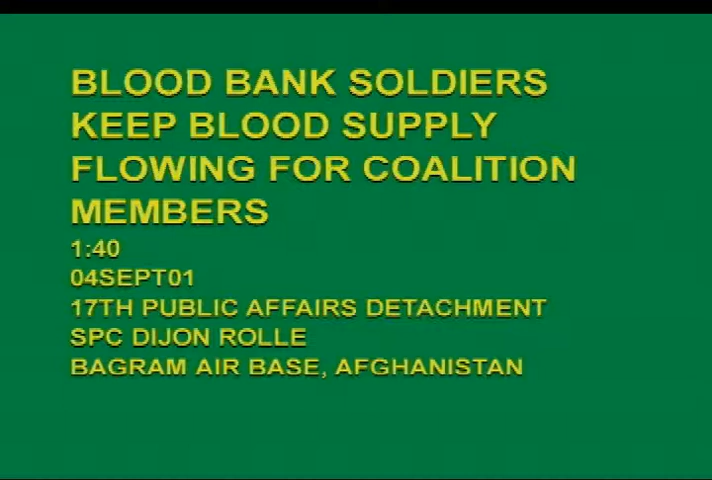 BLOOD BANK SOLDIERS
KEEP BLOOD SUPPLY
FLOWING FOR COALITION
MEMBERS
1:40
04SEPT01
17TH PUBLIC AFFAIRS DETACHMENT
SPC DIJON ROLLE
BAGRAM AIR BASE, AFGHANISTAN